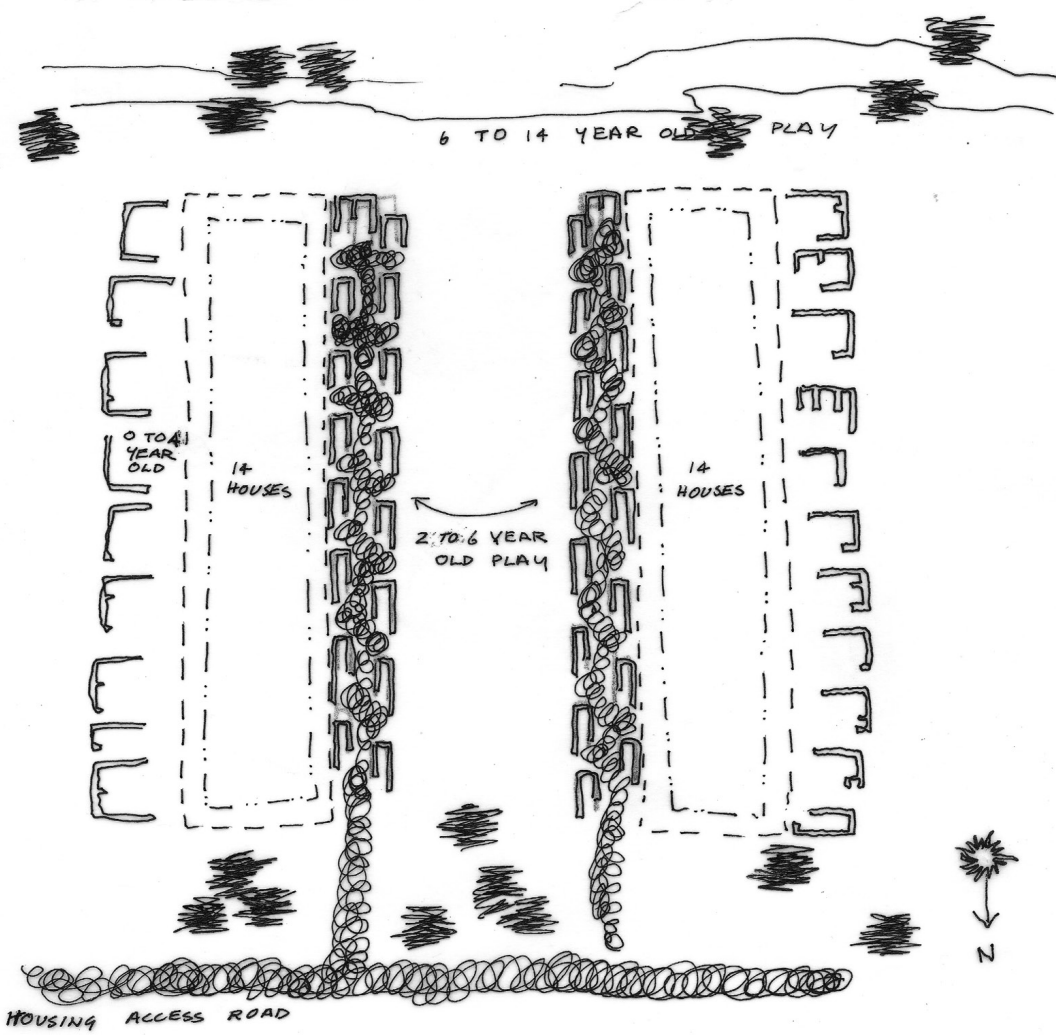 6 TO 14 YEAR OLD PLAY
0 TO 4
YEAR
OLD
14
HOUSES
14
HOUSES
2 TO 6 YEAR
OLD PLAY
N
HOUSING ACCESS ROAD